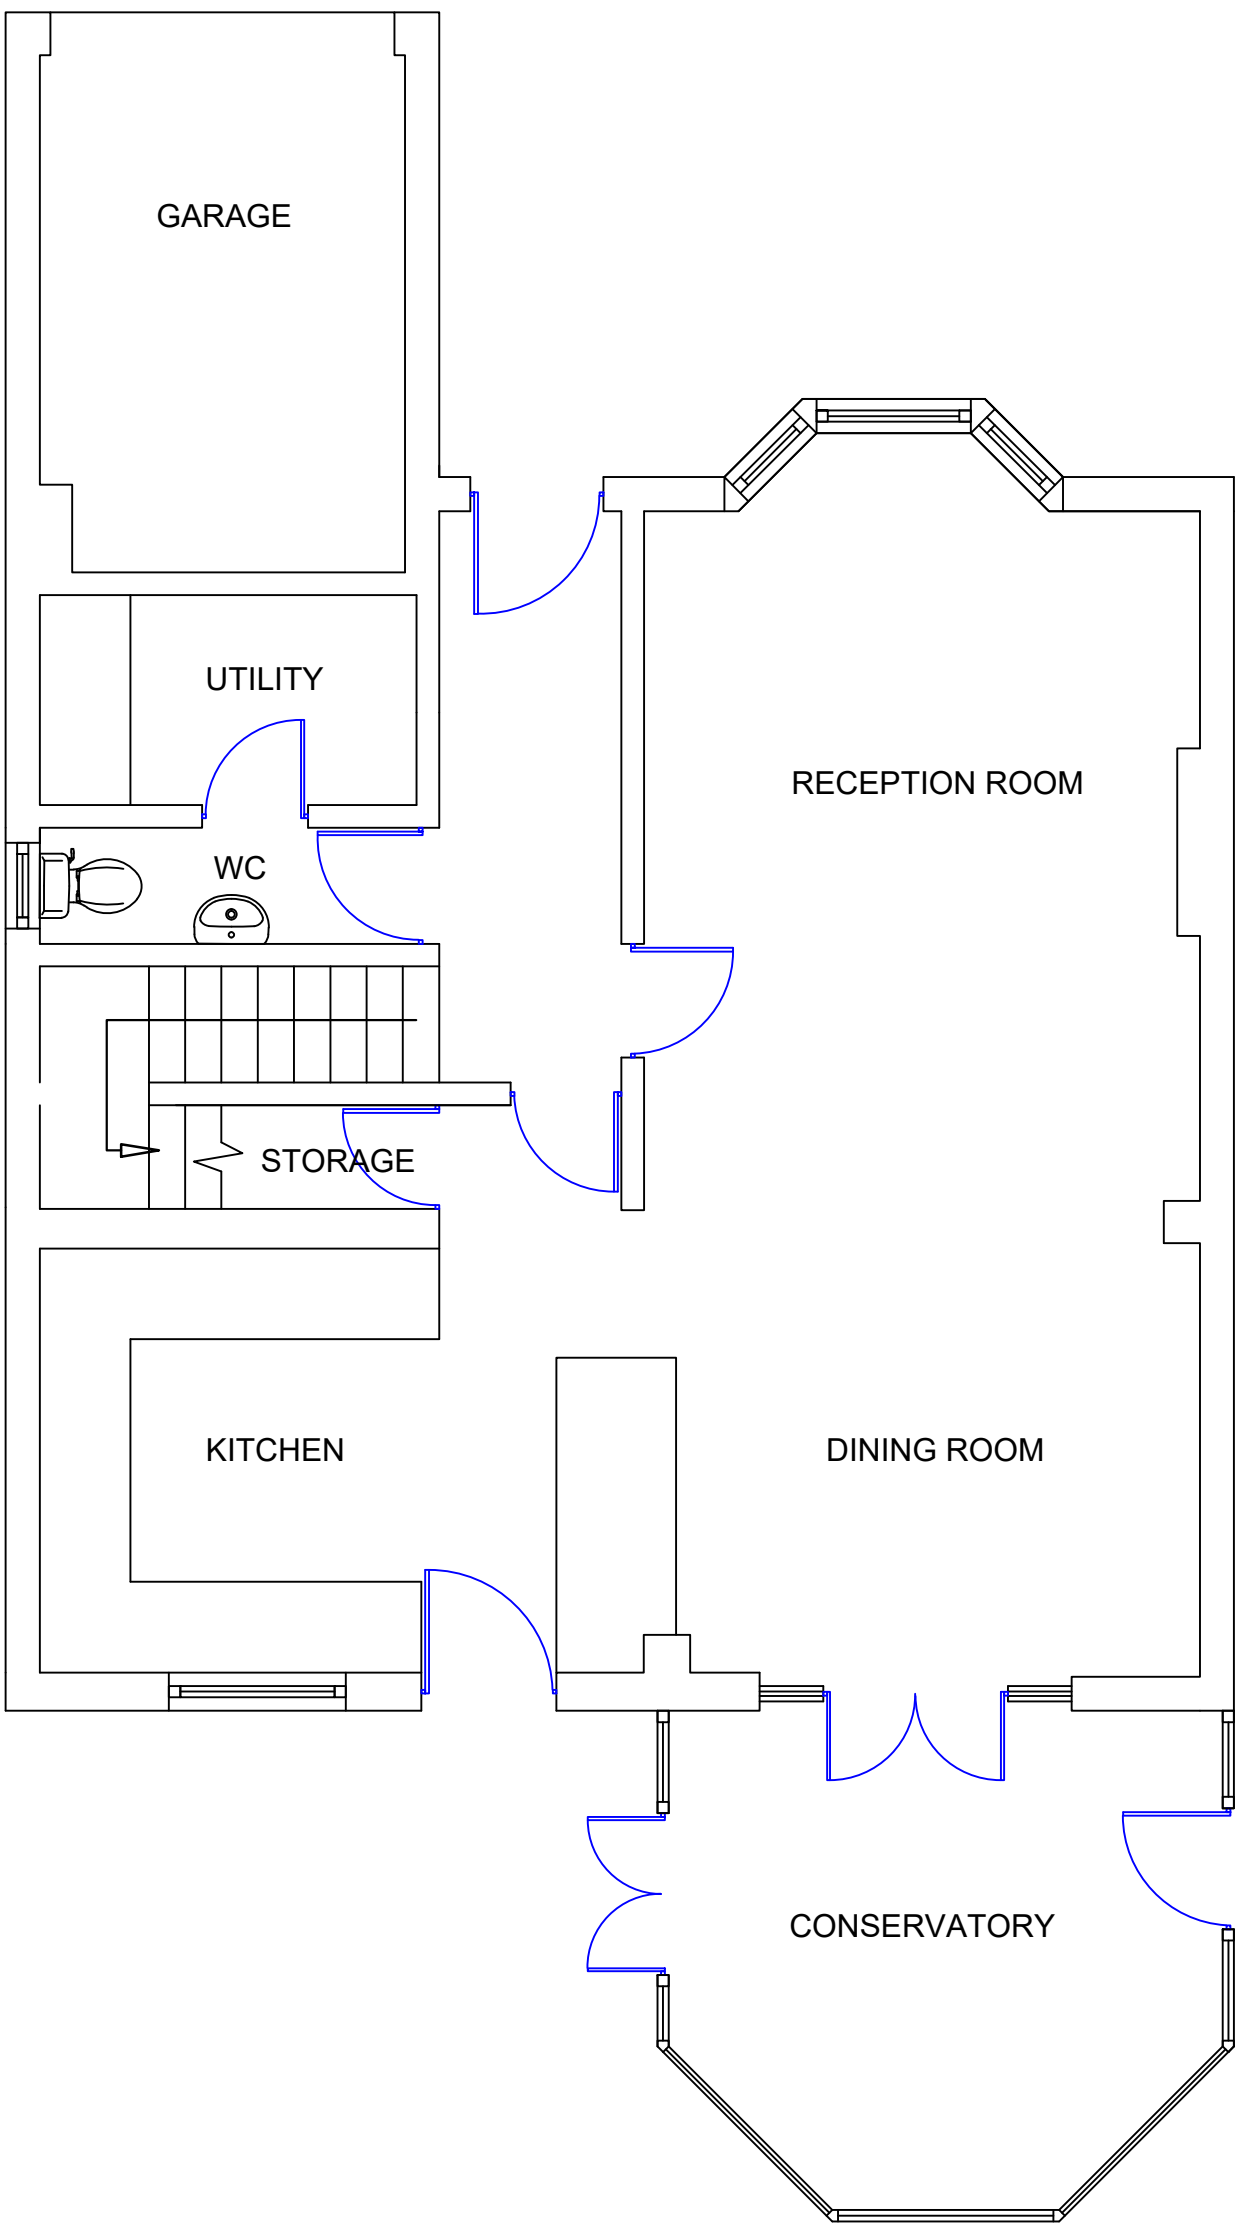 GARAGE
UTILITY
RECEPTION ROOM
WC
STORAGE
KITCHEN
DINING ROOM
CONSERVATORY